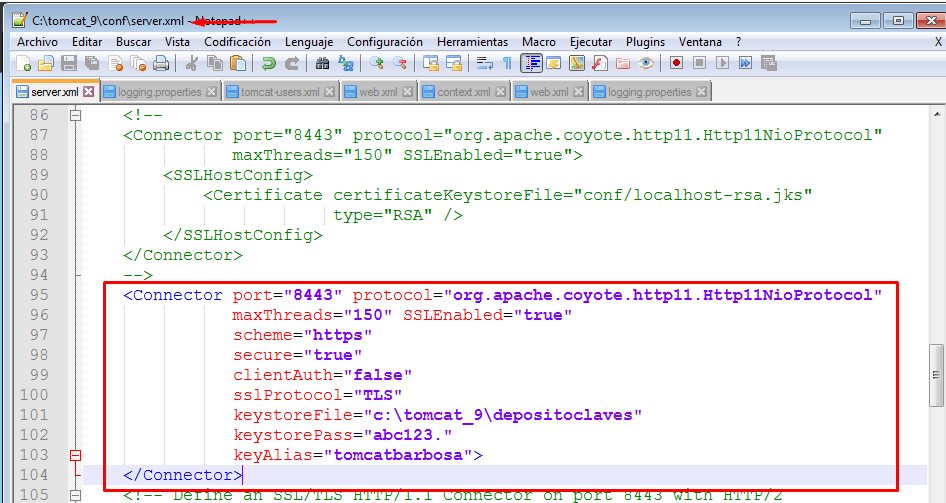 C:\tomcat_9\conf\server.xml - Notepad++
Archivo Editar Buscar Vista Codificación Lenguaje Configuración Herramientas Macro Ejecutar Plugins Ventana ? X
server.xml logging.properties tomcat-users.xml web.xml context.xml web.xml logging.properties
86 <!--
87 <Connector port="8443" protocol="org.apache.coyote.http11.Http11NioProtocol"
88 maxThreads="150" SSLEnabled="true">
89 <SSLHostConfig>
90 <Certificate certificateKeystoreFile="conf/localhost-rsa.jks"
91 type="RSA" />
92 </SSLHostConfig>
93 </Connector>
94 -->
95 <Connector port="8443" protocol="org.apache.coyote.http11.Http11NioProtocol"
96 maxThreads="150" SSLEnabled="true"
97 scheme="https"
98 secure="true"
99 clientAuth="false"
100 sslProtocol="TLS"
101 keystoreFile="c:\tomcat_9\depositoclaves"
102 keystorePass="abc123."
103 keyAlias="tomcatbarbosa">
104 </Connector>
105 <!-- Define an SSL/TLS HTTP/1.1 Connector on port 8443 with HTTP/2